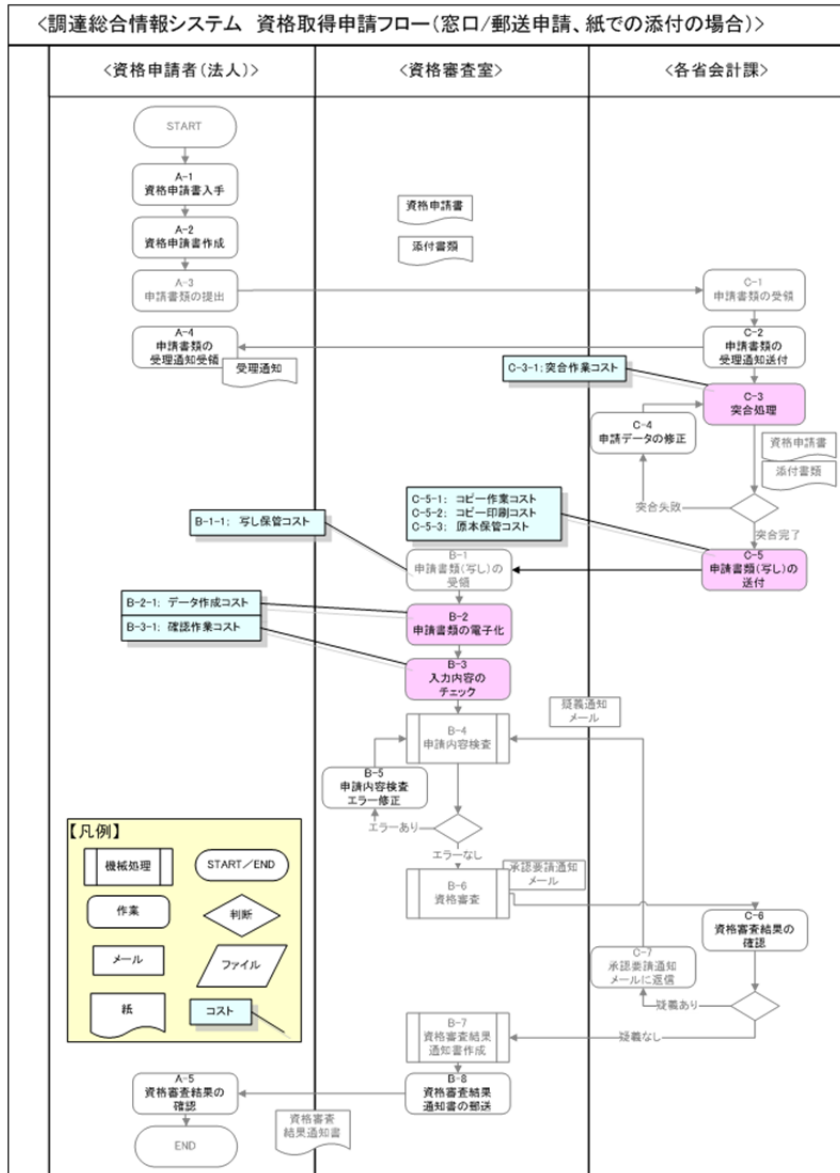 <調達総合情報システム 資格取得申請フロー(窓口/郵送申請、紙での添付の場合)>
<資格申請者(法人)>
<資格審査室>
<各省会計課>
START
A-1
資格申請書入手
A-2
資格申請書作成
資格申請書
添付書類
A-3
申請書類の提出
C-1
申請書類の受領
A-4
申請書類の
受理通知受領
受理通知
C-2
申請書類の
受理通知送付
C-3-1;突合作業コスト
C-3
突合処理
C-4
申請データの修正
資格申請書
添付書類
突合失敗
突合完了
C-5-1: コピー作業コスト
C-5-2: コピー印刷コスト
C-5-3: 原本保管コスト
B-1-1: 写し保管コスト
B-1
申請書類(写し)の
受領
C-5
申請書類(写し)の
送付
B-2-1: データ作成コスト
B-3-1: 確認作業コスト
B-2
申請書類の電子化
B-3
入力内容の
チェック
疑義通知
メール
B-4
申請内容検査
B-5
申請内容検査
エラー修正
エラーあり
エラーなし
承認要請通知
メール
B-6
資格審査
C-6
資格審査結果の
確認
C-7
承認要請通知
メールに返信
疑義あり
疑義なし
B-7
資格審査結果
通知書作成
B-8
資格審査結果
通知書の郵送
A-5
資格審査結果の
確認
資格審査
結果通知書
END
【凡例】
機械処理
START/END
作業
判断
メール
ファイル
紙
コスト